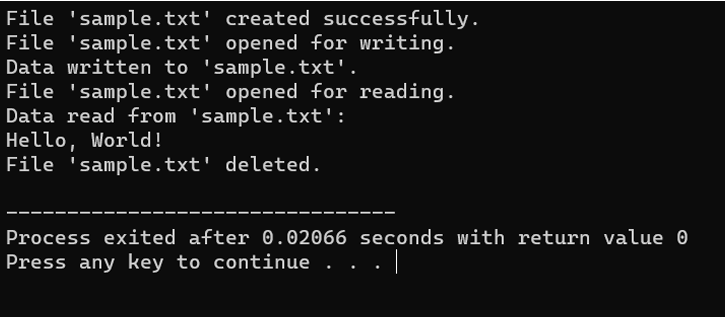 File 'sample.txt' created successfully.
File 'sample.txt' opened for writing.
Data written to 'sample.txt'.
File 'sample.txt' opened for reading.
Data read from 'sample.txt':
Hello, World!
File 'sample.txt' deleted.
--------------------------------
Process exited after 0.02066 seconds with return value 0
Press any key to continue . . .